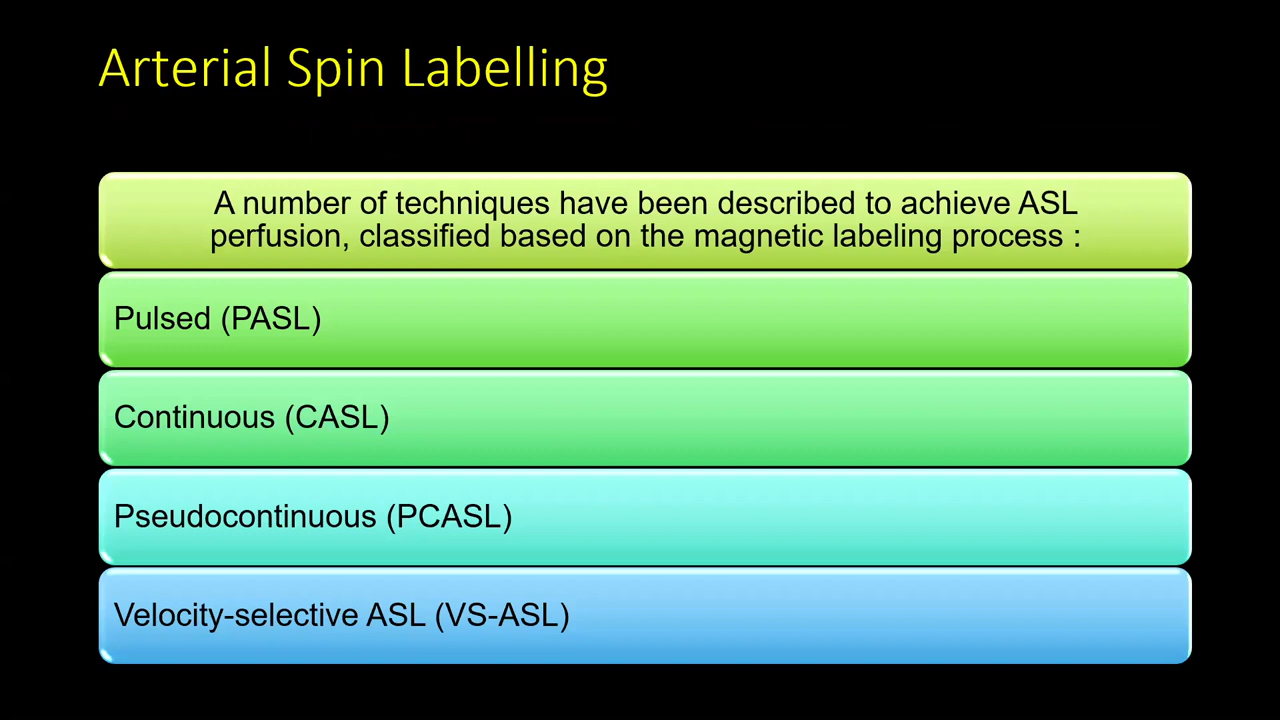 Arterial Spin Labelling
A number of techniques have been described to achieve ASL
perfusion, classified based on the magnetic labeling process :
Pulsed (PASL)
Continuous (CASL)
Pseudocontinuous (PCASL)
Velocity-selective ASL (VS-ASL)